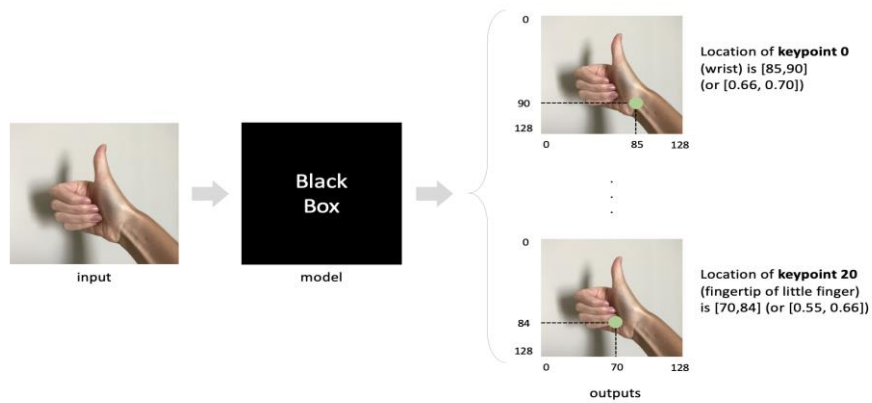 input
Black
Box
model
0
90
128
0
85
128
Location of keypoint 0
(wrist) is [85,90]
(or [0.66, 0.70])
0
84
128
0
70
128
Location of keypoint 20
(fingertip of little finger)
is [70,84] (or [0.55, 0.66])
outputs